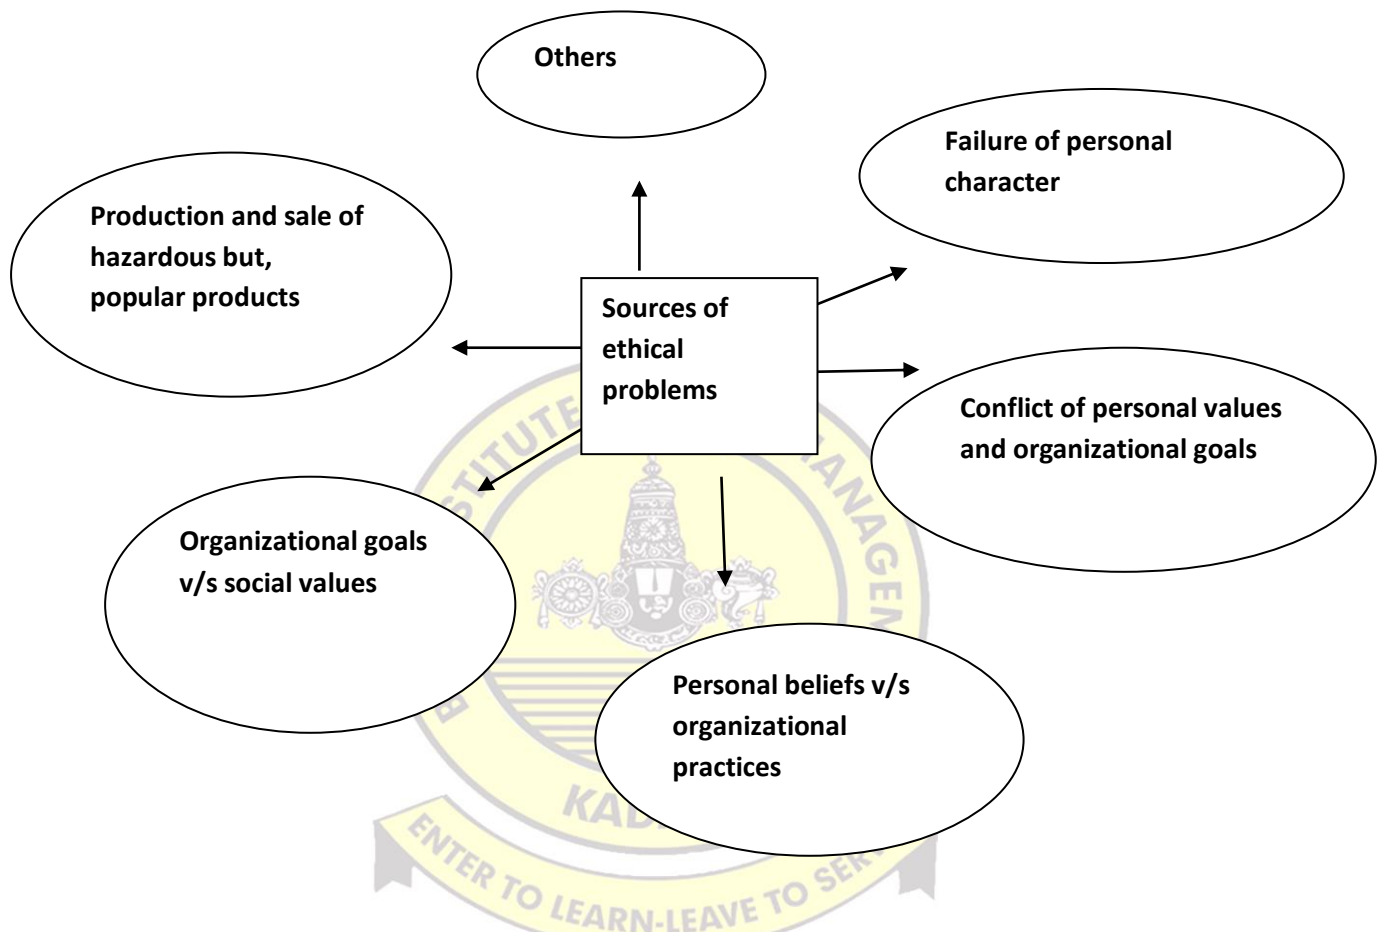 Others
Failure of personal
character
Production and sale of
hazardous but,
popular products
Sources of
ethical
problems
Conflict of personal values
and organizational goals
Organizational goals
v/s social values
Personal beliefs v/s
organizational
practices
ENTER TO LEARN-LEAVE TO